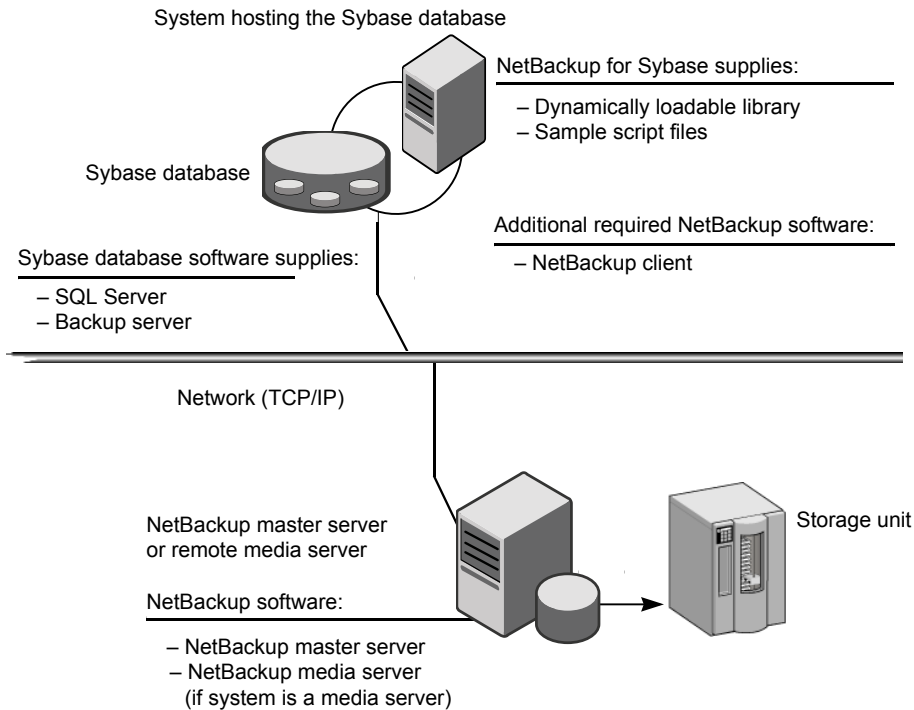 System hosting the Sybase database
NetBackup for Sybase supplies:
– Dynamically loadable library
– Sample script files
Sybase database
Additional required NetBackup software:
– NetBackup client
Sybase database software supplies:
– SQL Server
– Backup server
Network (TCP/IP)
NetBackup master server
or remote media server
Storage unit
NetBackup software:
– NetBackup master server
– NetBackup media server
(if system is a media server)